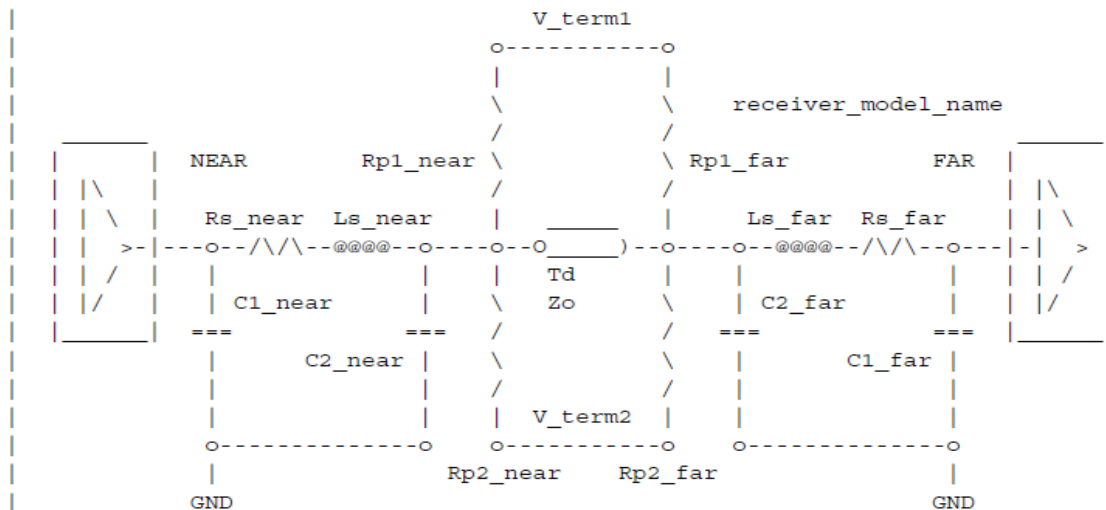 V_term1
receiver_model_name
NEAR Rp1_near Rp1_far FAR
Rs_near Ls_near Ls_far Rs_far
Td
C1_near Zo C2_far
C2_near C1_far
V_term2
Rp2_near Rp2_far
GND GND